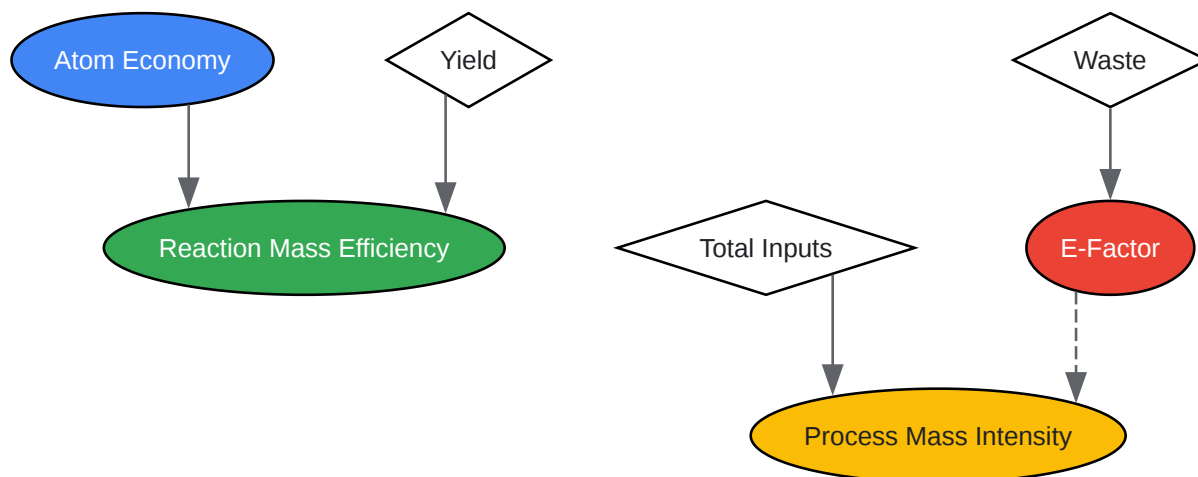 Atom Economy
Yield
Waste
Reaction Mass Efficiency
Total Inputs
E-Factor
Process Mass Intensity